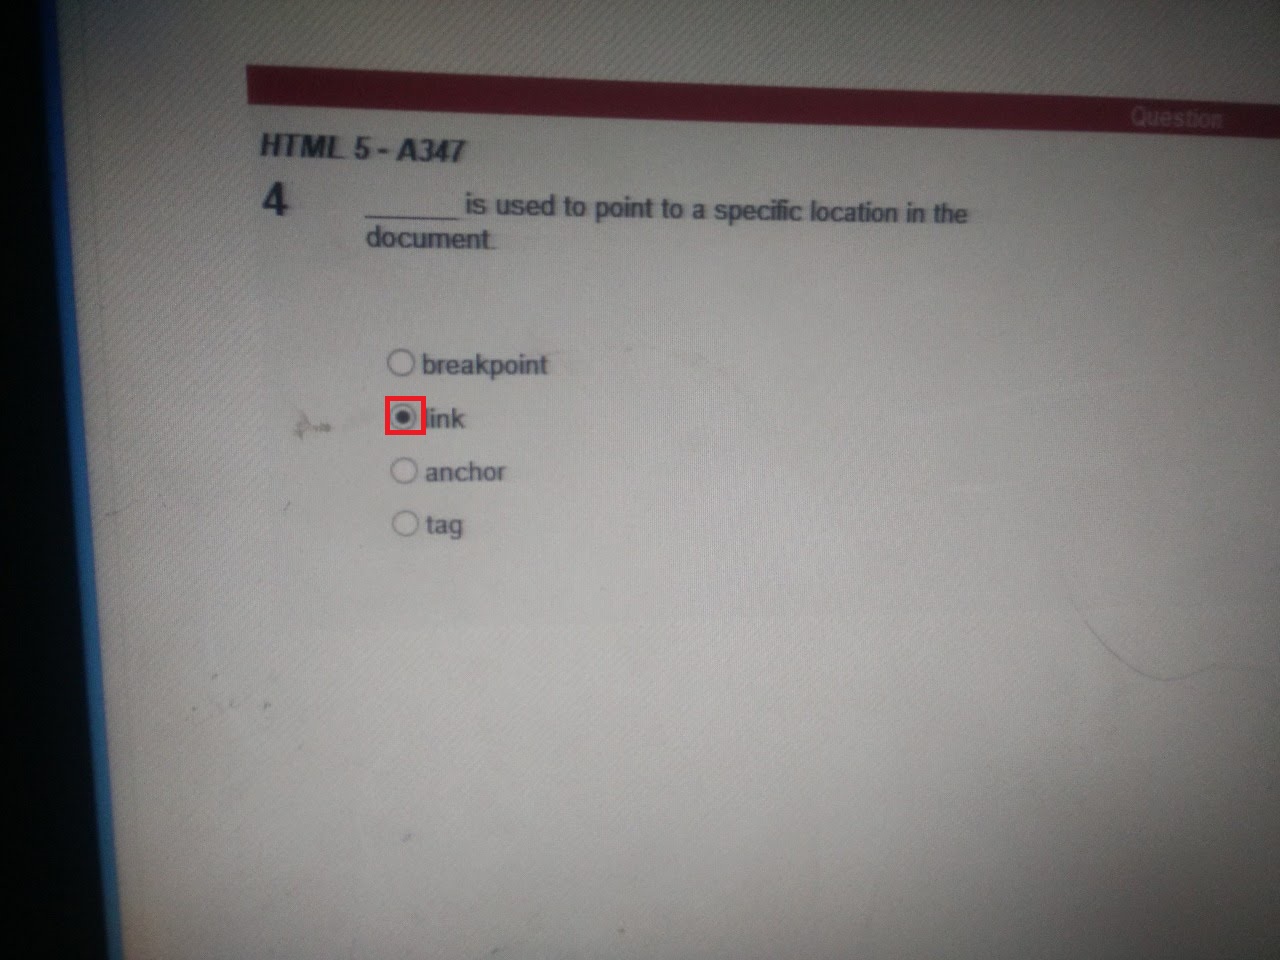 Question
HTML 5 - A347
4 ______ is used to point to a specific location in the
document.
breakpoint
link
anchor
tag